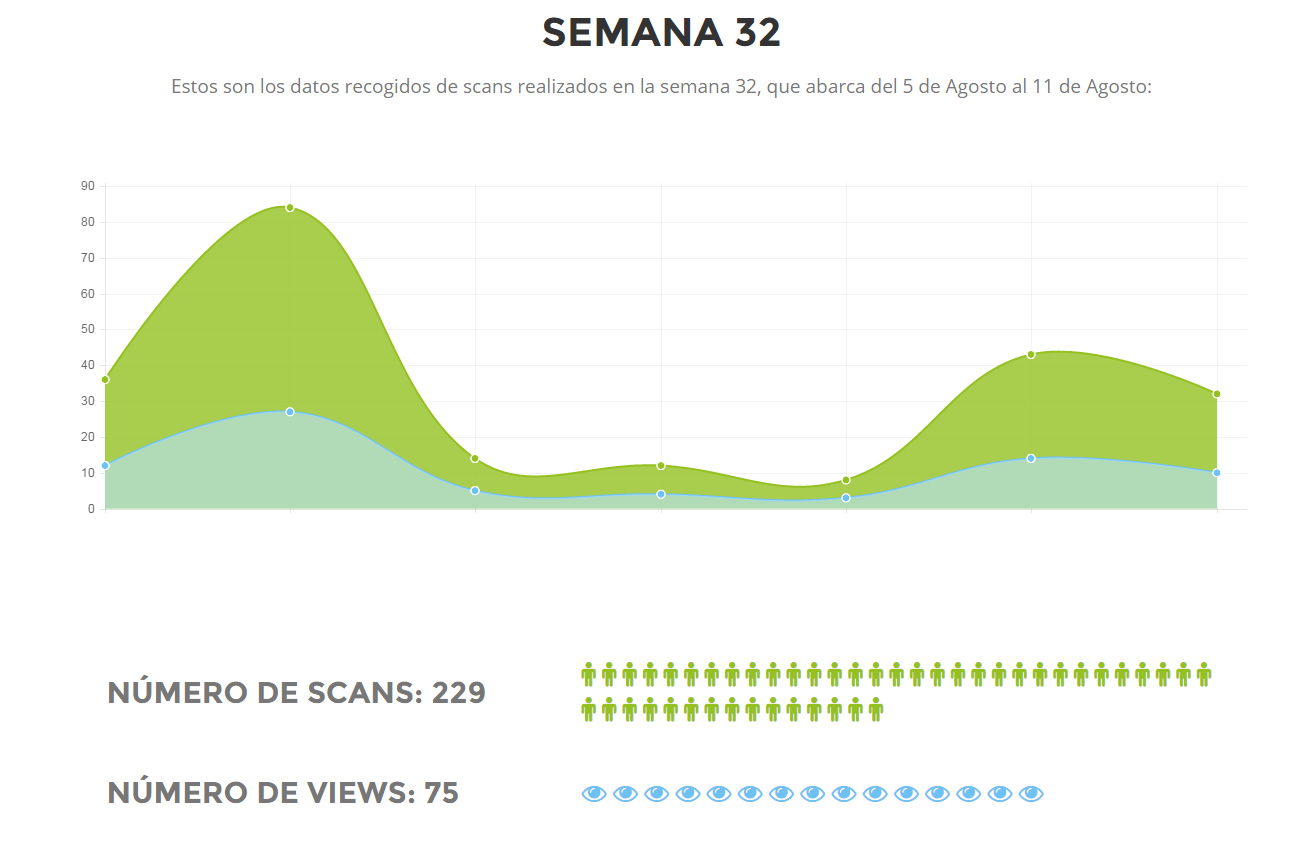 SEMANA 32
Estos son los datos recogidos de scans realizados en la semana 32, que abarca del 5 de Agosto al 11 de Agosto:
90
80
70
60
50
40
30
20
10
0
NÚMERO DE SCANS: 229
NÚMERO DE VIEWS: 75